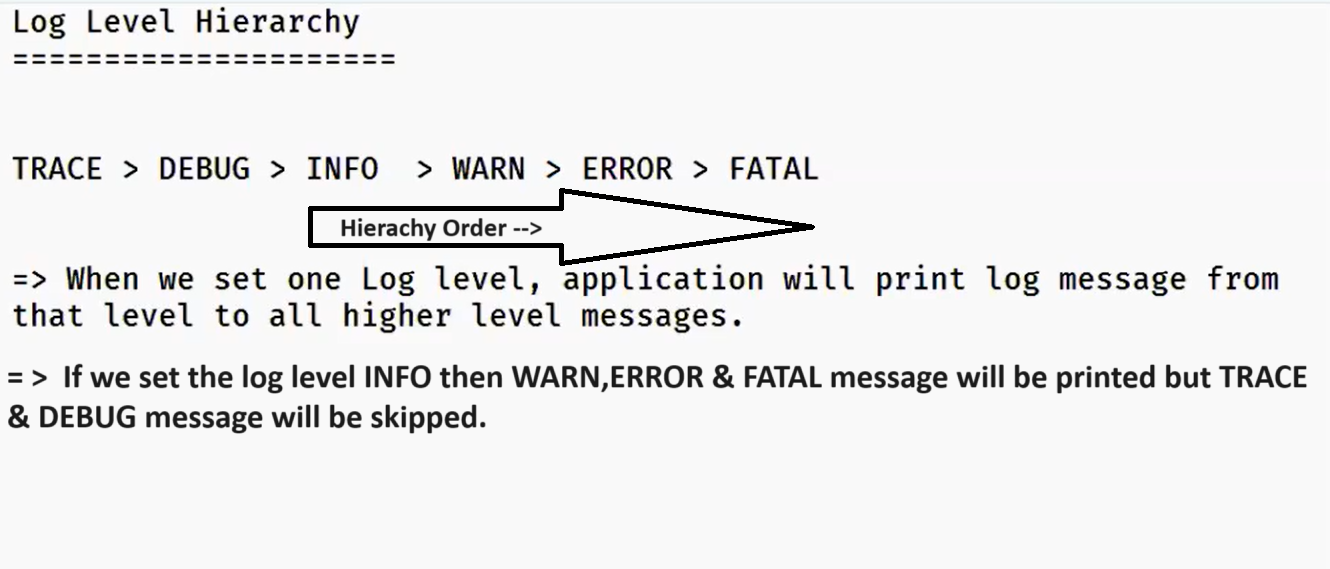 Log Level Hierarchy
=====================
TRACE > DEBUG > INFO  > WARN > ERROR > FATAL
Hierachy Order -->
=> When we set one Log level, application will print log message from
that level to all higher level messages.
= >  If we set the log level INFO then WARN,ERROR & FATAL message will be printed but TRACE
& DEBUG message will be skipped.